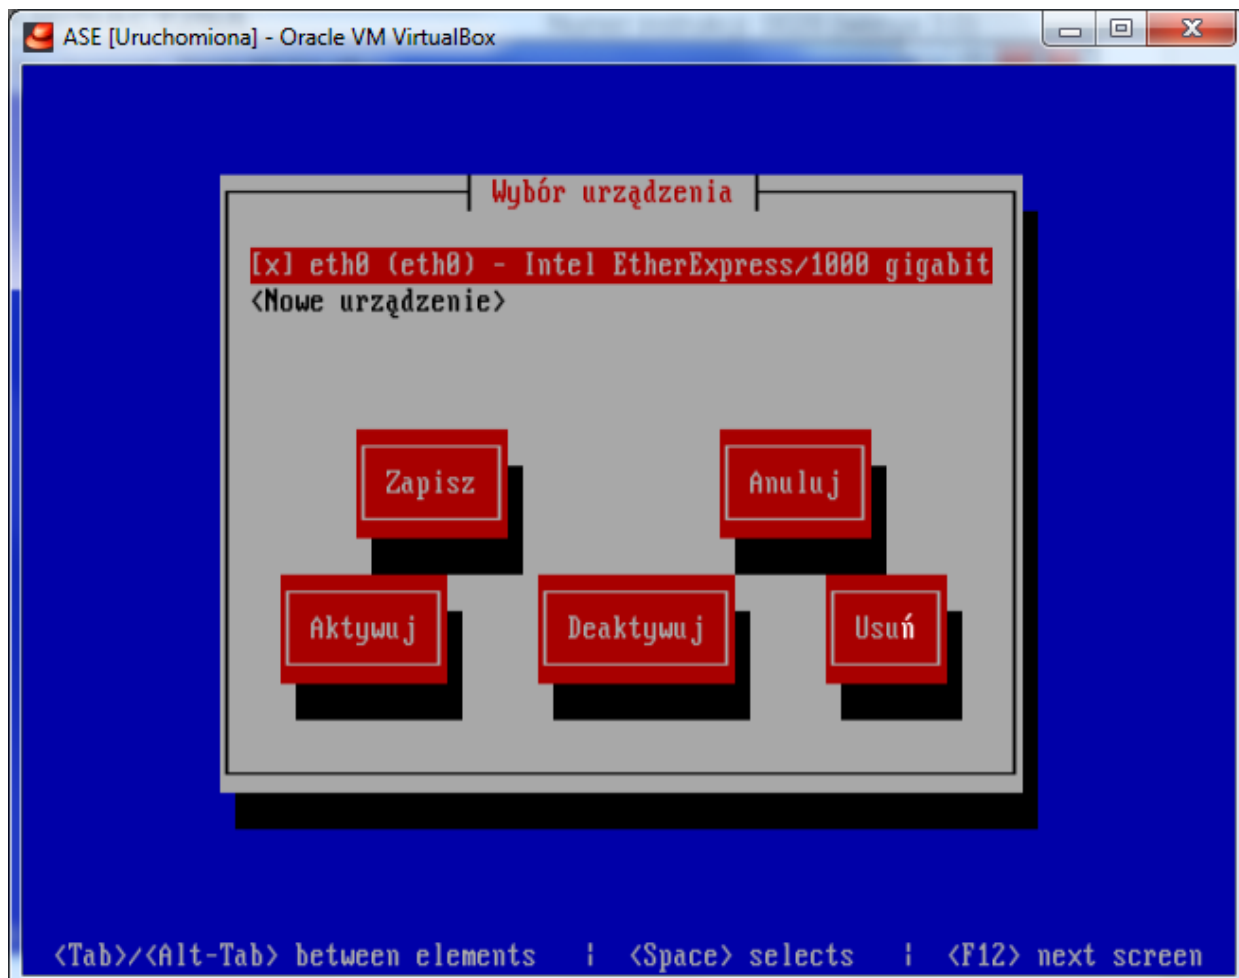 ASE [Uruchomiona] - Oracle VM VirtualBox
Wybór urządzenia
[x] eth0 (eth0) - Intel EtherExpress/1000 gigabit
<Nowe urządzenie>
Zapisz Anuluj
Aktywuj Deaktywuj Usuń
<Tab>/<Alt-Tab> between elements | <Space> selects | <F12> next screen